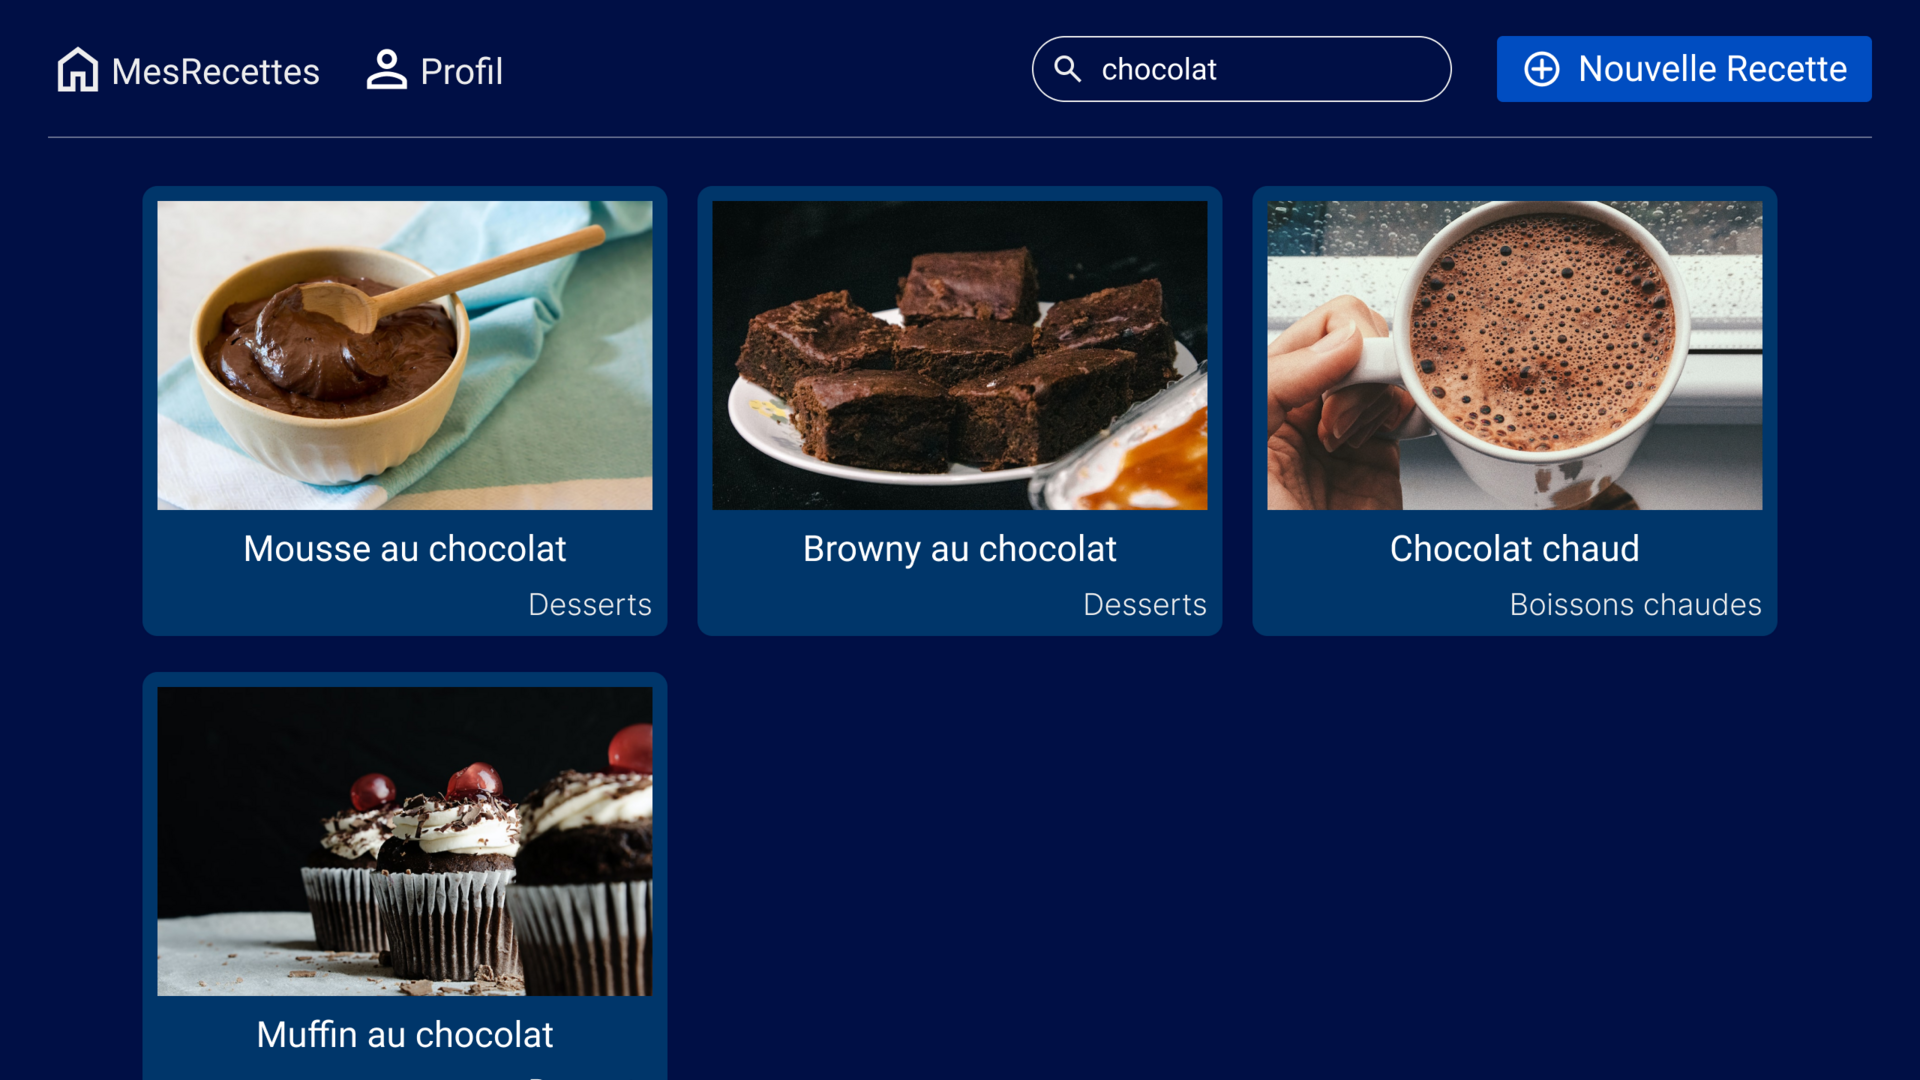 MesRecettes
Profil
chocolat
Nouvelle Recette
Mousse au chocolat
Desserts
Browny au chocolat
Desserts
Chocolat chaud
Boissons chaudes
Muffin au chocolat